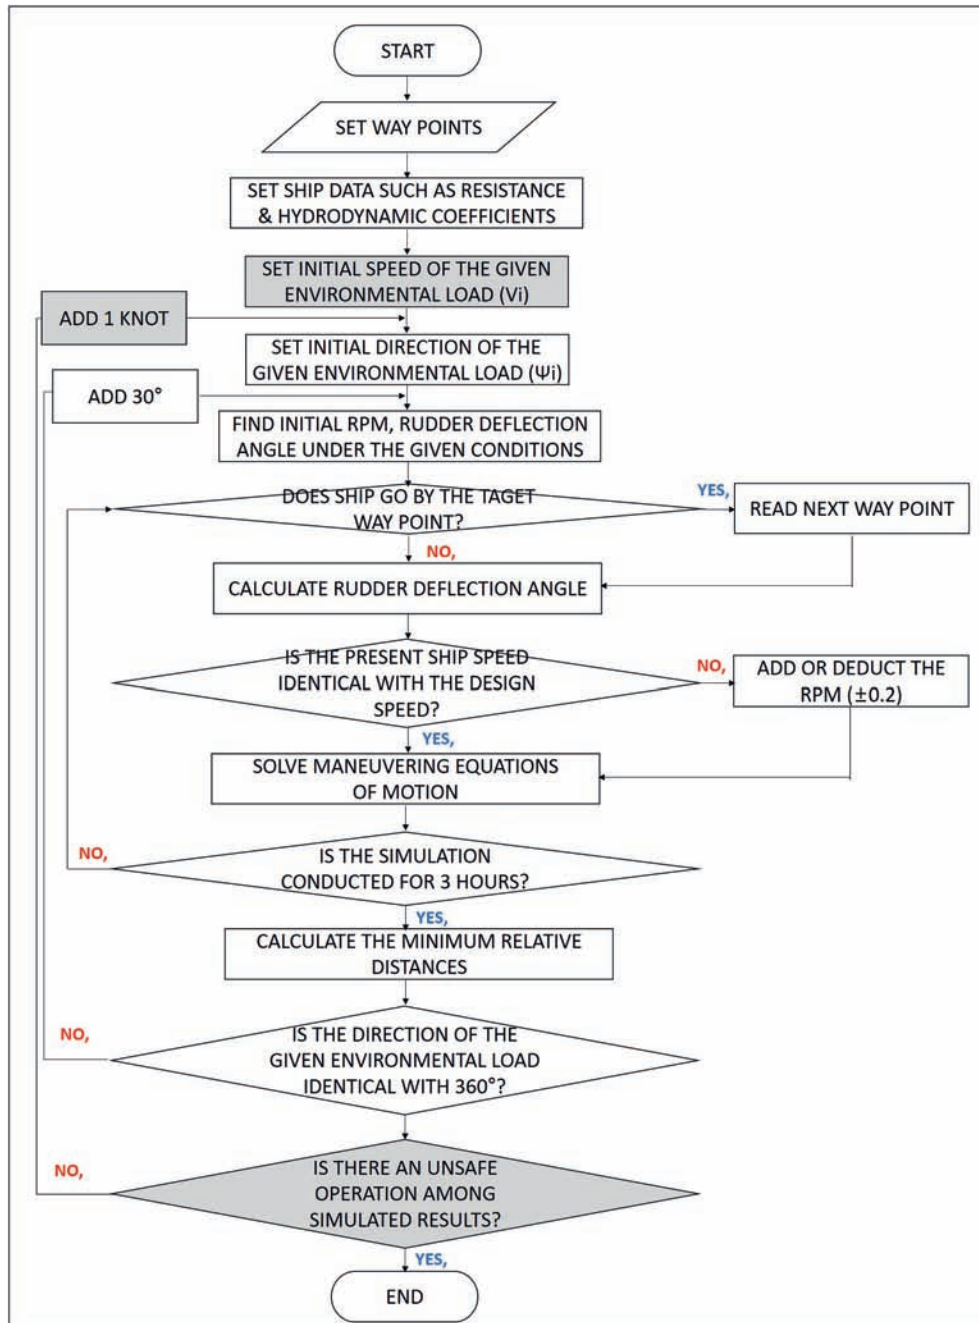 START
SET WAY POINTS
SET SHIP DATA SUCH AS RESISTANCE
& HYDRODYNAMIC COEFFICIENTS
SET INITIAL SPEED OF THE GIVEN
ENVIRONMENTAL LOAD (Vi)
ADD 1 KNOT
SET INITIAL DIRECTION OF THE
GIVEN ENVIRONMENTAL LOAD (Ψi)
ADD 30°
FIND INITIAL RPM, RUDDER DEFLECTION
ANGLE UNDER THE GIVEN CONDITIONS
DOES SHIP GO BY THE TAGET
WAY POINT?
YES,
READ NEXT WAY POINT
NO,
CALCULATE RUDDER DEFLECTION ANGLE
IS THE PRESENT SHIP SPEED
IDENTICAL WITH THE DESIGN
SPEED?
NO,
ADD OR DEDUCT THE
RPM (±0.2)
YES,
SOLVE MANEUVERING EQUATIONS
OF MOTION
NO,
IS THE SIMULATION
CONDUCTED FOR 3 HOURS?
YES,
CALCULATE THE MINIMUM RELATIVE
DISTANCES
NO,
IS THE DIRECTION OF THE
GIVEN ENVIRONMENTAL LOAD
IDENTICAL WITH 360°?
NO,
IS THERE AN UNSAFE
OPERATION AMONG
SIMULATED RESULTS?
YES,
END